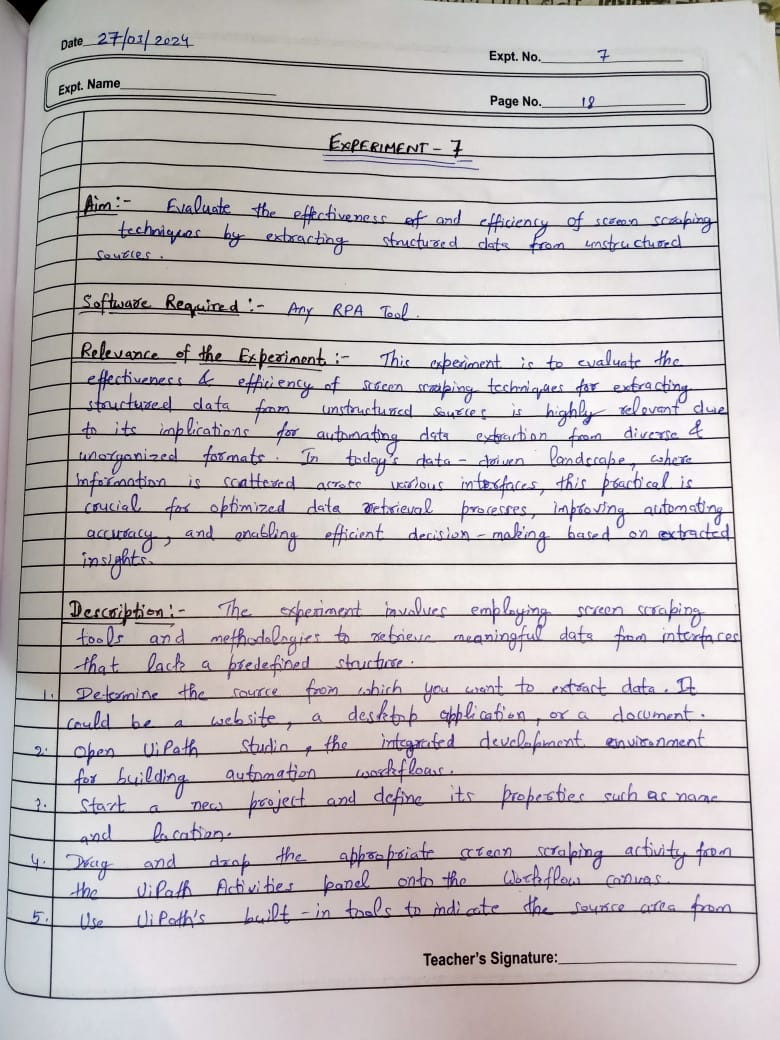 Date 27/03/2024
Expt. No. 7
Expt. Name
Page No. 18
EXPERIMENT - 7
Aim:- Evaluate the effectiveness of and efficiency of screen scraping
techniques by extracting structured data from unstructured
sources.
Software Required :- Any RPA Tool.
Relevance of the Experiment :- This experiment is to evaluate the
effectiveness & efficiency of screen scraping techniques for extracting
structured data from unstructured sources is highly relevant due
to its implications for automating data extraction from diverse &
unorganized formats. In today's data-driven landscape, where
information is scattered across various interfaces, this practical is
crucial for optimized data retrieval processes, improving automating
accuracy, and enabling efficient decision-making based on extracted
insights.
Description:- The experiment involves employing screen scraping
tools and methodologies to retrieve meaningful data from interfaces
that lack a predefined structure.
1. Determine the source from which you want to extract data. It
could be a website, a desktop application, or a document.
2. Open UiPath Studio, the integrated development environment
for building automation workflows.
3. Start a new project and define its properties such as name
and location.
4. Drag and drop the appropriate screen scraping activity from
the UiPath Activities panel onto the Workflow canvas.
5. Use UiPath's built-in tools to indicate the source area from
Teacher's Signature: